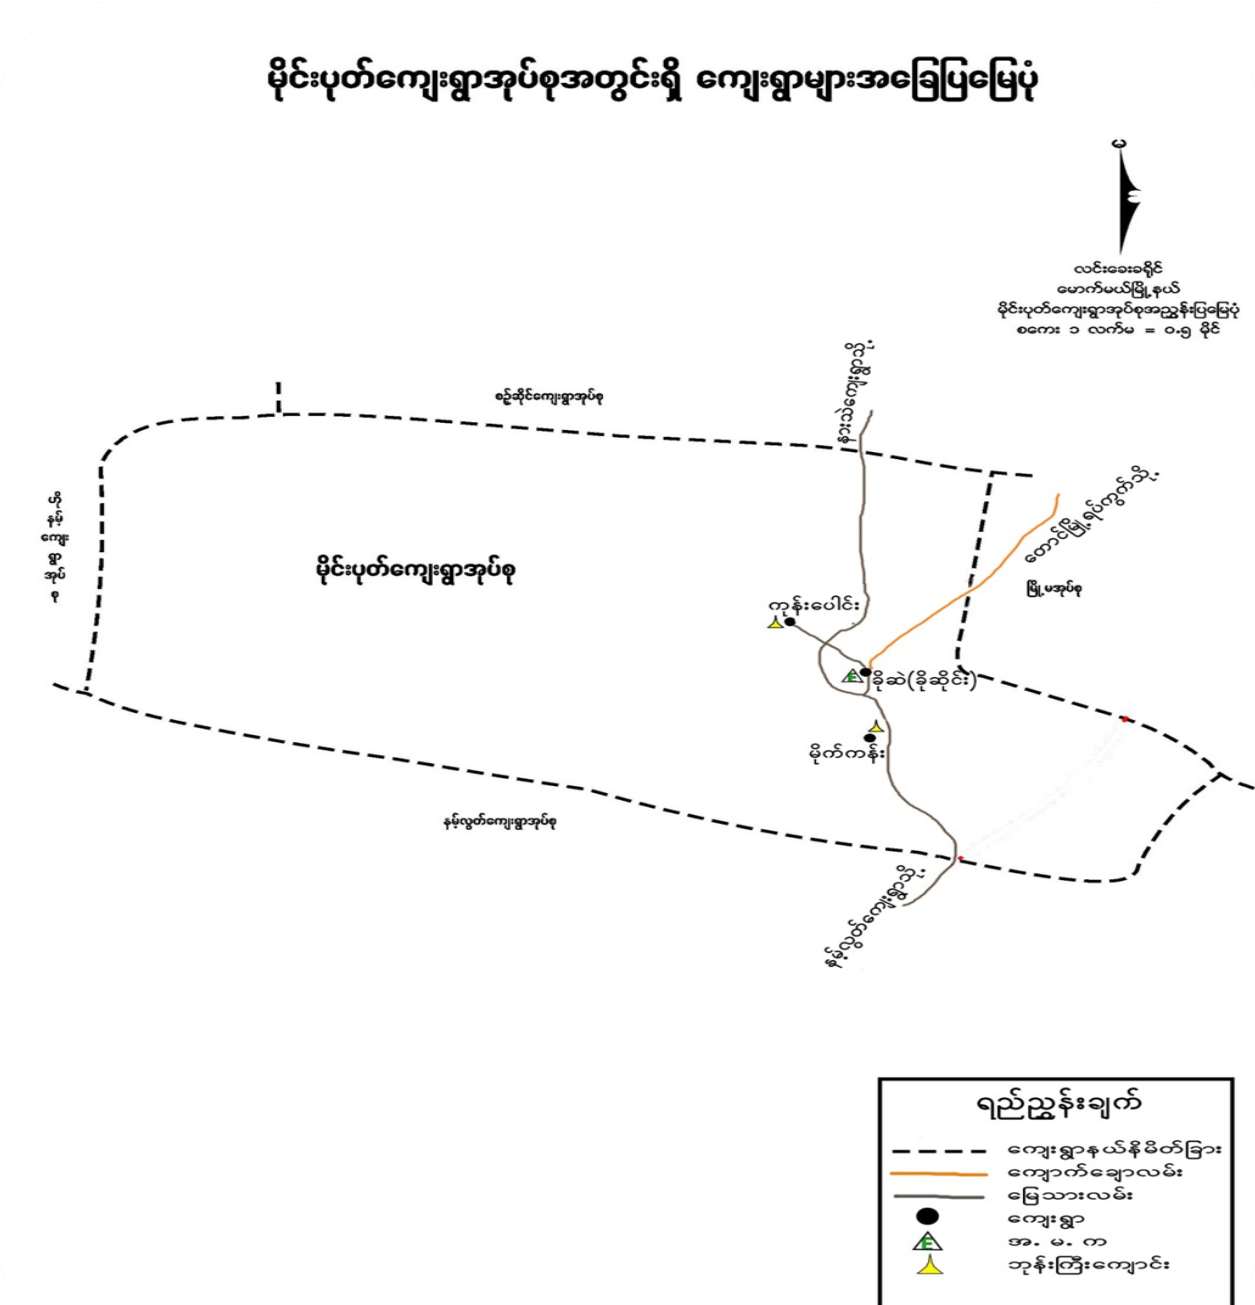 မိုင်းပုတ်ကျေးရွာအုပ်စုအတွင်းရှိ ကျေးရွာများအခြေပြမြေပုံ
မ
လင်းခေးခရိုင်
မောက်မယ်မြို့နယ်
မိုင်းပုတ်ကျေးရွာအုပ်စုအညွှန်းပြမြေပုံ
စကေး ၁ လက်မ = ၀.၅ မိုင်
နားသဲကျေးရွာသို့
စဉ့်ဆိုင်ကျေးရွာအုပ်စု
တောင်မြို့ရပ်ကွက်သို့
ဟို
နမ့်
ကျေး
ရွာ
အုပ်
စု
မိုင်းပုတ်ကျေးရွာအုပ်စု
မြို့မအုပ်စု
ကုန်းပေါင်း
E
ခိုဆဲ(ခိုဆိုင်း)
မိုက်ကန်း
နမ့်လွတ်ကျေးရွာအုပ်စု
နမ့်လွတ်ကျေးရွာသို့
ရည်ညွှန်းချက်
ကျေးရွာနယ်နိမိတ်ခြား
ကျောက်ချောလမ်း
မြေသားလမ်း
ကျေးရွာ
E အ. မ. က
ဘုန်းကြီးကျောင်း